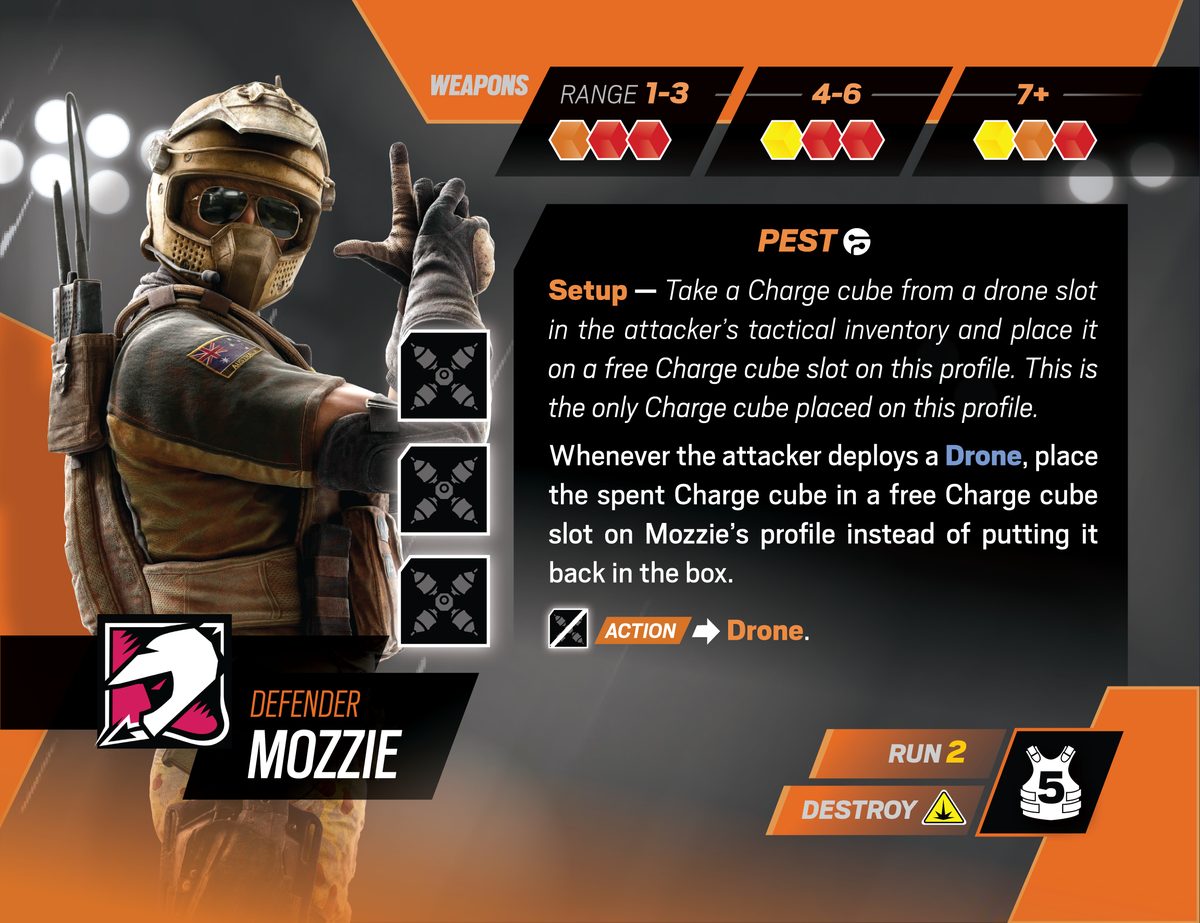 WEAPONS RANGE 1-3 4-6 7+
PEST
Setup — Take a Charge cube from a drone slot
in the attacker's tactical inventory and place it
on a free Charge cube slot on this profile. This is
the only Charge cube placed on this profile.
Whenever the attacker deploys a Drone, place
the spent Charge cube in a free Charge cube
slot on Mozzie's profile instead of putting it
back in the box.
ACTION Drone.
AUSTRALIA
DEFENDER
MOZZIE
RUN 2
DESTROY
5